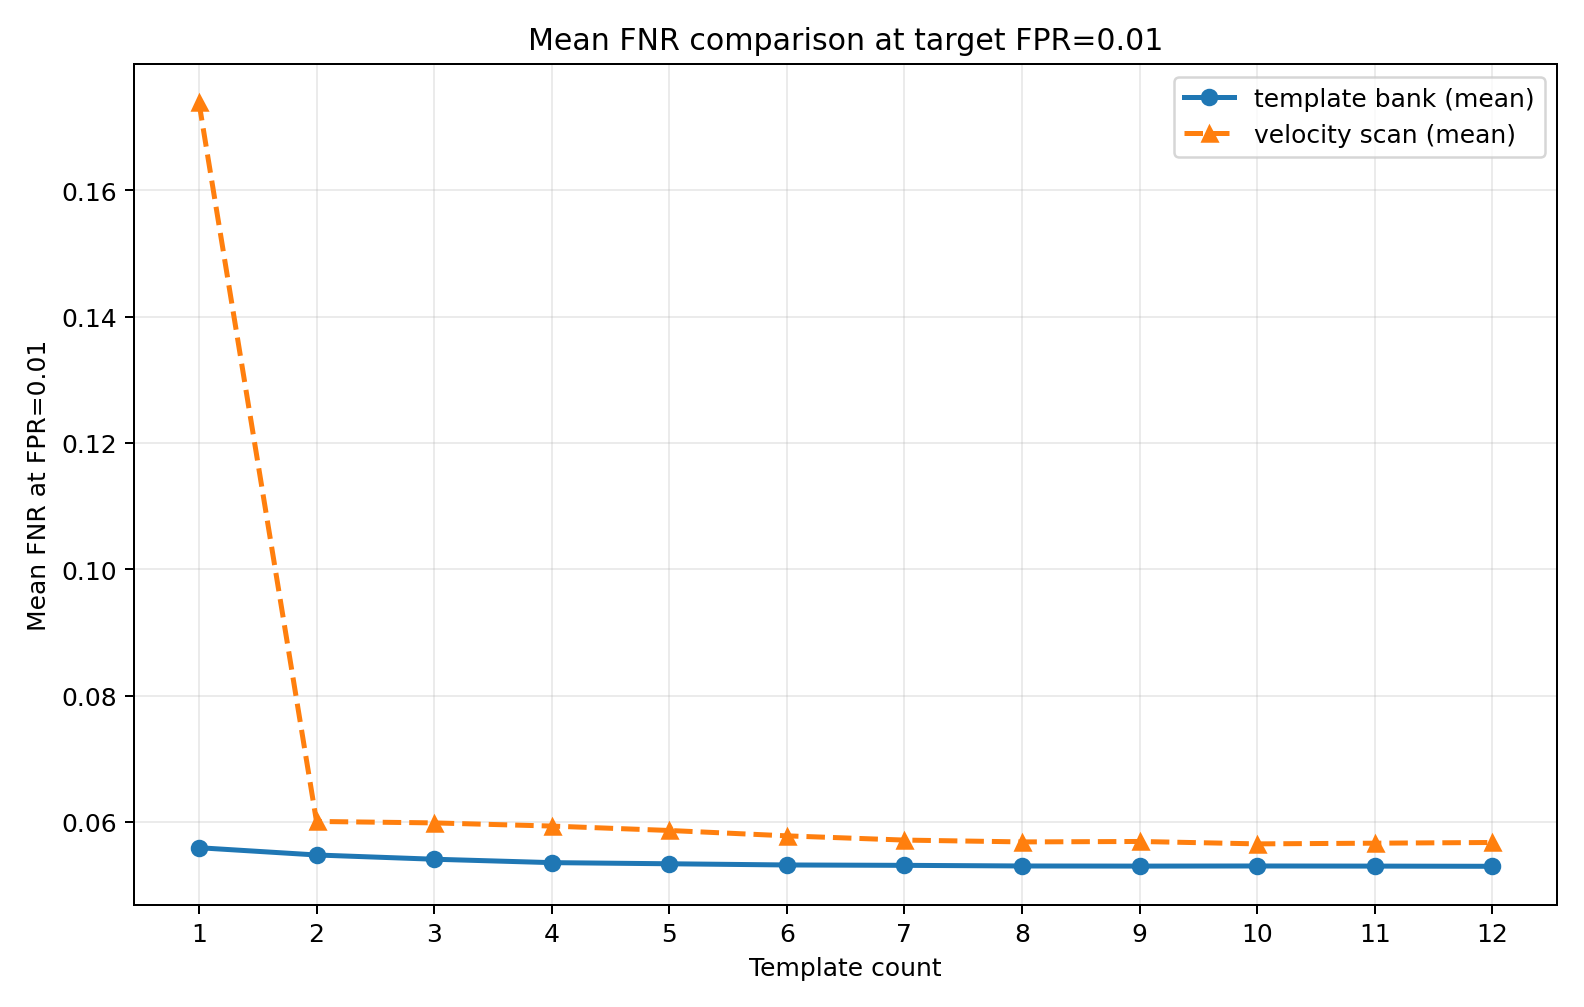 Mean FNR comparison at target FPR=0.01
template bank (mean)
velocity scan (mean)
Mean FNR at FPR=0.01
0.16
0.14
0.12
0.10
0.08
0.06
1 2 3 4 5 6 7 8 9 10 11 12
Template count